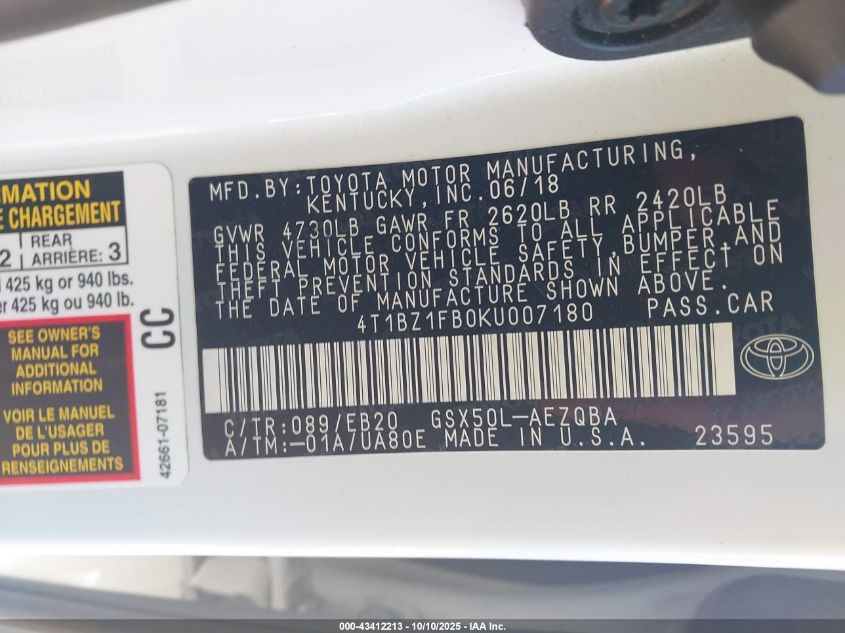 MATION
E CHARGEMENT
2 REAR
ARRIÈRE: 3
425 kg or 940 lbs.
er 425 kg ou 940 lb.
SEE OWNER'S
MANUAL FOR
ADDITIONAL
INFORMATION
VOIR LE MANUEL
DE L'USAGER
POUR PLUS DE
RENSEIGNEMENTS
CC
42661-07181
MFD.BY:TOYOTA MOTOR MANUFACTURING,
KENTUCKY,INC.06/18
GVWR 4730LB GAWR FR 2620LB RR 2420LB
THIS VEHICLE CONFORMS TO ALL APPLICABLE
FEDERAL MOTOR VEHICLE SAFETY,BUMPER,AND
THEFT PREVENTION STANDARDS IN EFFECT ON
THE DATE OF MANUFACTURE SHOWN ABOVE.
4T1BZ1FB0KU007180 PASS.CAR
C/TR:089/EB20 GSX50L-AEZQBA
A/TM:-01A/UA80E MADE IN U.S.A. 23595
000-43412213 - 10/10/2025 - IAA Inc.